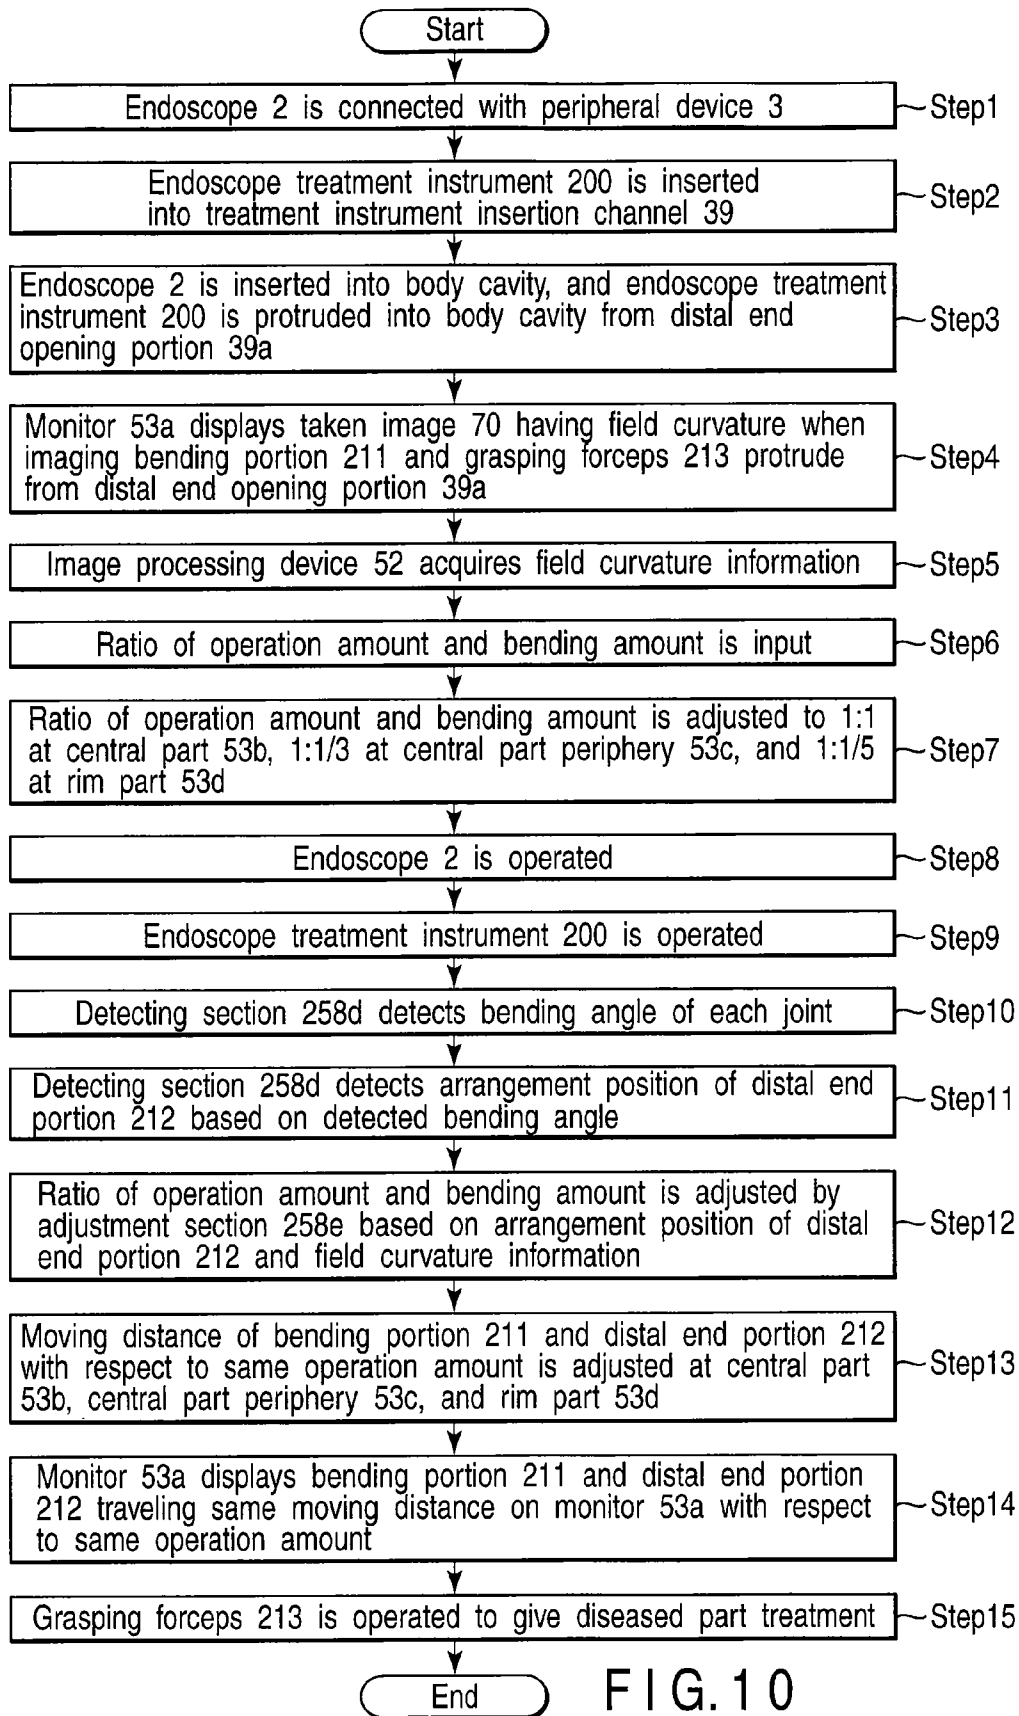 Start
Endoscope 2 is connected with peripheral device 3
Step1
Endoscope treatment instrument 200 is inserted
into treatment instrument insertion channel 39
Step2
Endoscope 2 is inserted into body cavity, and endoscope treatment
instrument 200 is protruded into body cavity from distal end
opening portion 39a
Step3
Monitor 53a displays taken image 70 having field curvature when
imaging bending portion 211 and grasping forceps 213 protrude
from distal end opening portion 39a
Step4
Image processing device 52 acquires field curvature information
Step5
Ratio of operation amount and bending amount is input
Step6
Ratio of operation amount and bending amount is adjusted to 1:1
at central part 53b, 1:1/3 at central part periphery 53c, and 1:1/5
at rim part 53d
Step7
Endoscope 2 is operated
Step8
Endoscope treatment instrument 200 is operated
Step9
Detecting section 258d detects bending angle of each joint
Step10
Detecting section 258d detects arrangement position of distal end
portion 212 based on detected bending angle
Step11
Ratio of operation amount and bending amount is adjusted by
adjustment section 258e based on arrangement position of distal
end portion 212 and field curvature information
Step12
Moving distance of bending portion 211 and distal end portion 212
with respect to same operation amount is adjusted at central part
53b, central part periphery 53c, and rim part 53d
Step13
Monitor 53a displays bending portion 211 and distal end portion
212 traveling same moving distance on monitor 53a with respect
to same operation amount
Step14
Grasping forceps 213 is operated to give diseased part treatment
Step15
End
FIG.10